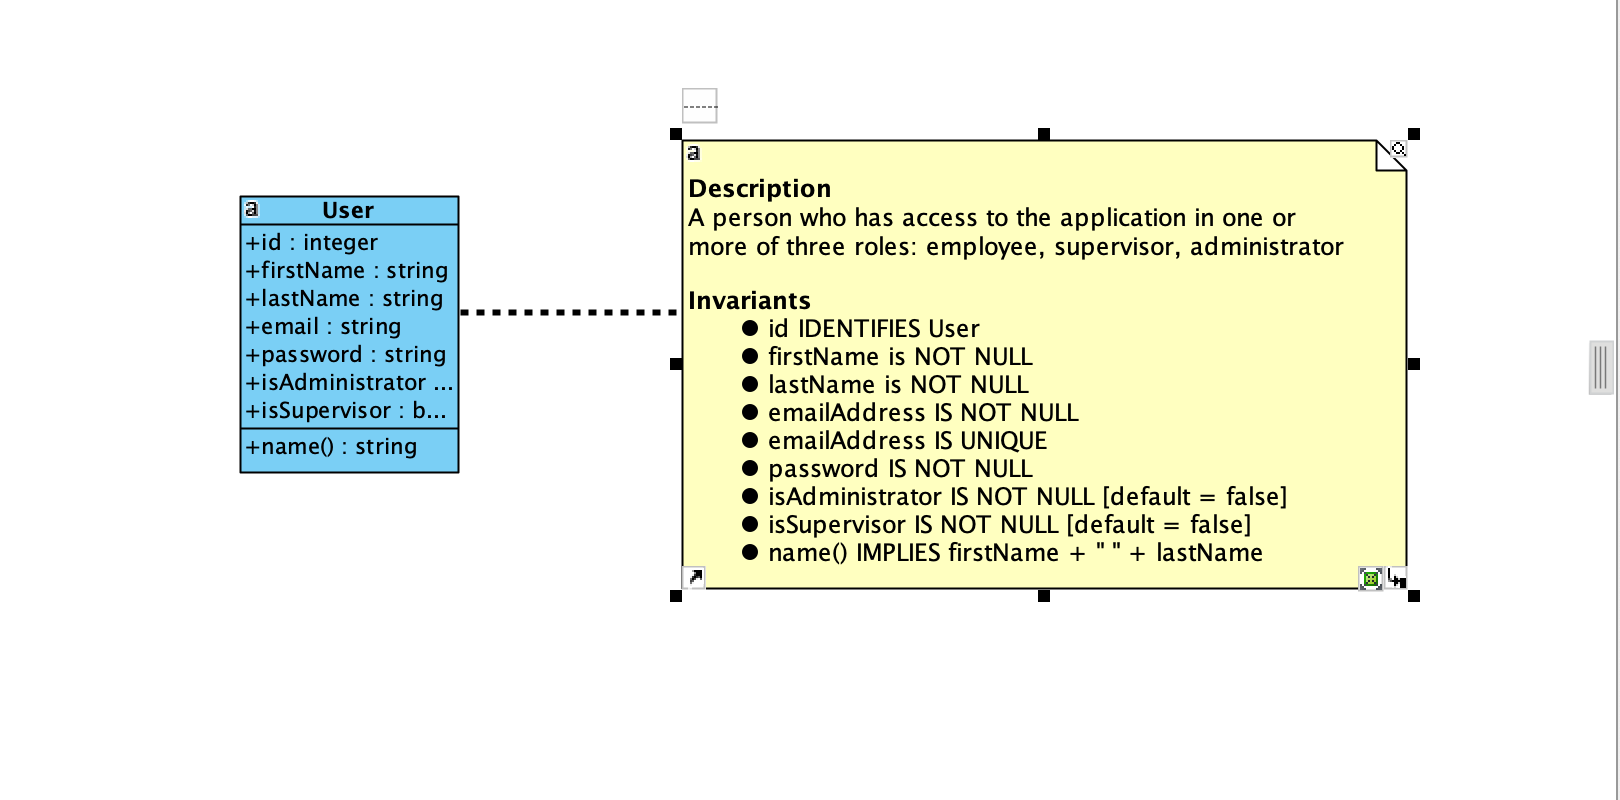 User
+id : integer
+firstName : string
+lastName : string
+email : string
+password : string
+isAdministrator ...
+isSupervisor : b...
+name() : string
a
a
Description
A person who has access to the application in one or
more of three roles: employee, supervisor, administrator
Invariants
● id IDENTIFIES User
● firstName is NOT NULL
● lastName is NOT NULL
● emailAddress IS NOT NULL
● emailAddress IS UNIQUE
● password IS NOT NULL
● isAdministrator IS NOT NULL [default = false]
● isSupervisor IS NOT NULL [default = false]
● name() IMPLIES firstName + " " + lastName